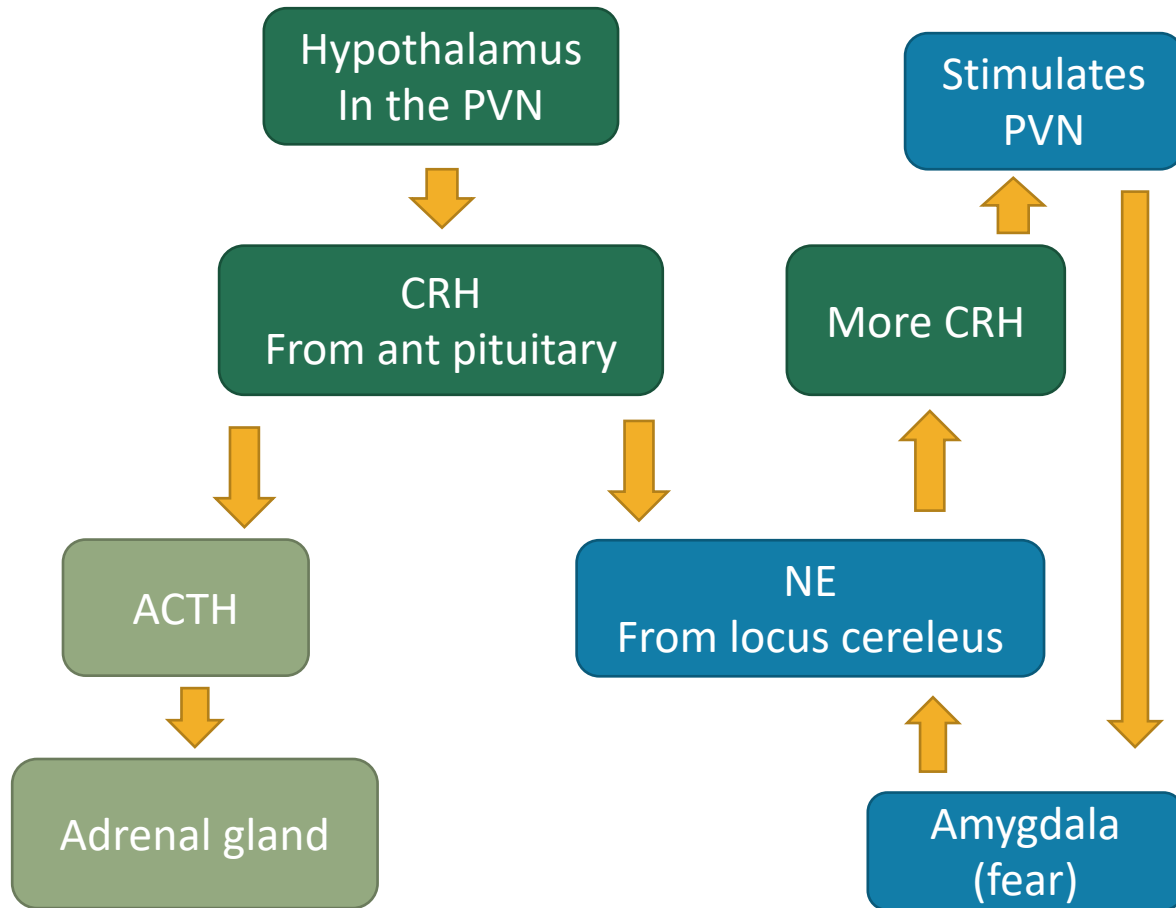 Hypothalamus
In the PVN
Stimulates
PVN
CRH
From ant pituitary
More CRH
ACTH
NE
From locus cereleus
Adrenal gland
Amygdala
(fear)